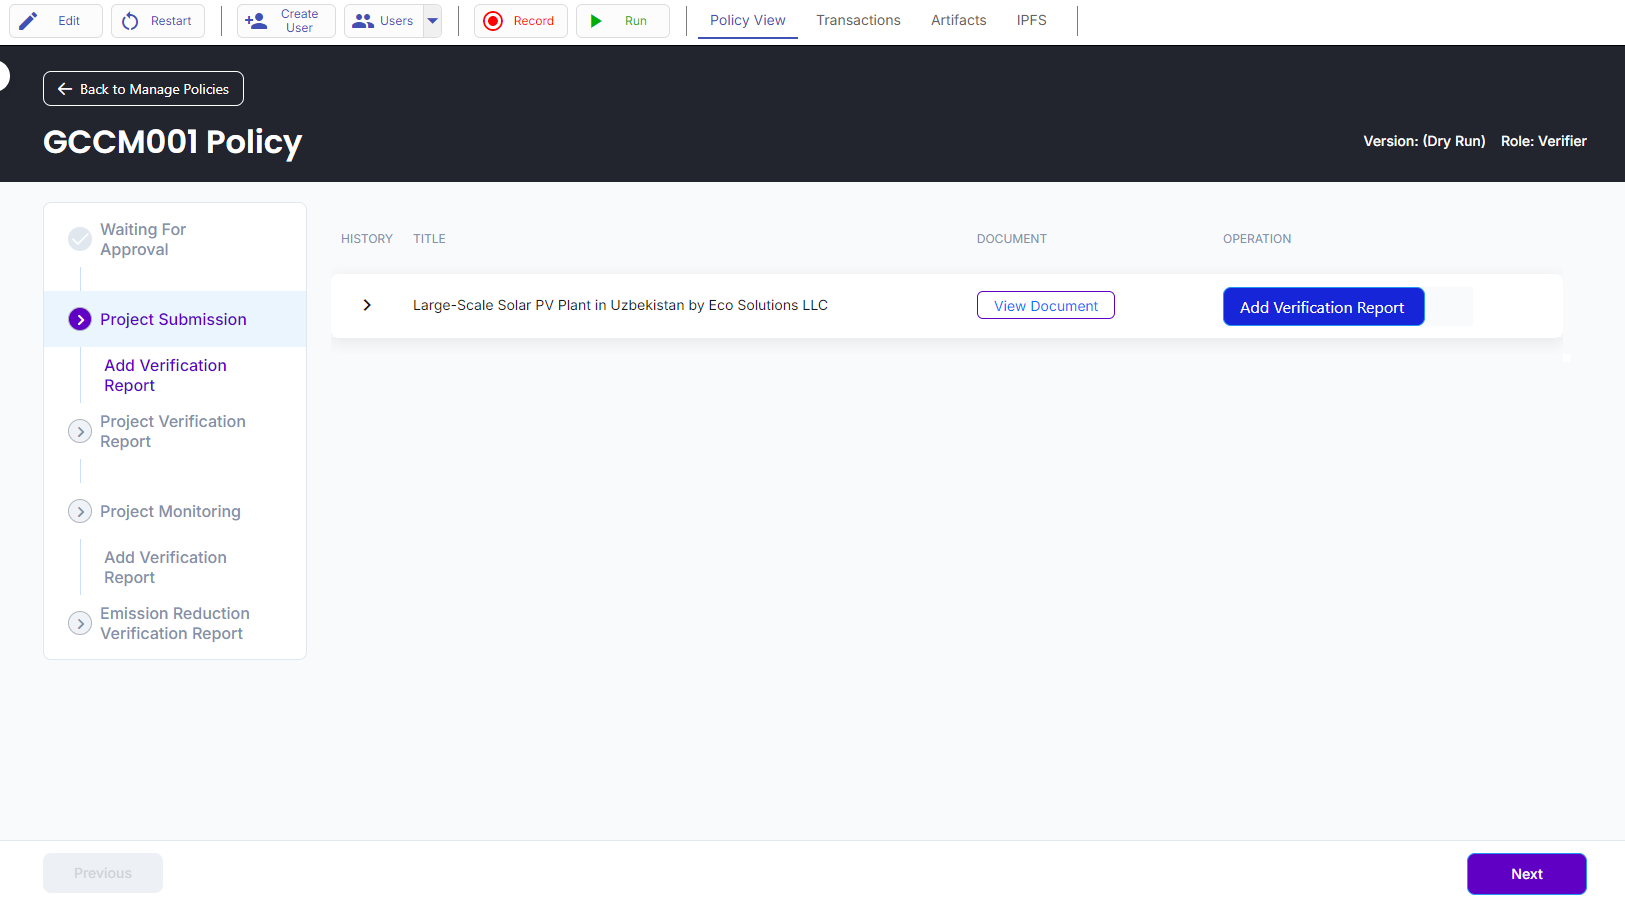 Edit
Restart
Create
User
Users
Record
Run
Policy View
Transactions
Artifacts
IPFS
Back to Manage Policies
GCCM001 Policy
Version: (Dry Run)
Role: Verifier
Waiting For
Approval
Project Submission
Add Verification
Report
Project Verification
Report
Project Monitoring
Add Verification
Report
Emission Reduction
Verification Report
HISTORY
TITLE
DOCUMENT
OPERATION
Large-Scale Solar PV Plant in Uzbekistan by Eco Solutions LLC
View Document
Add Verification Report
Previous
Next